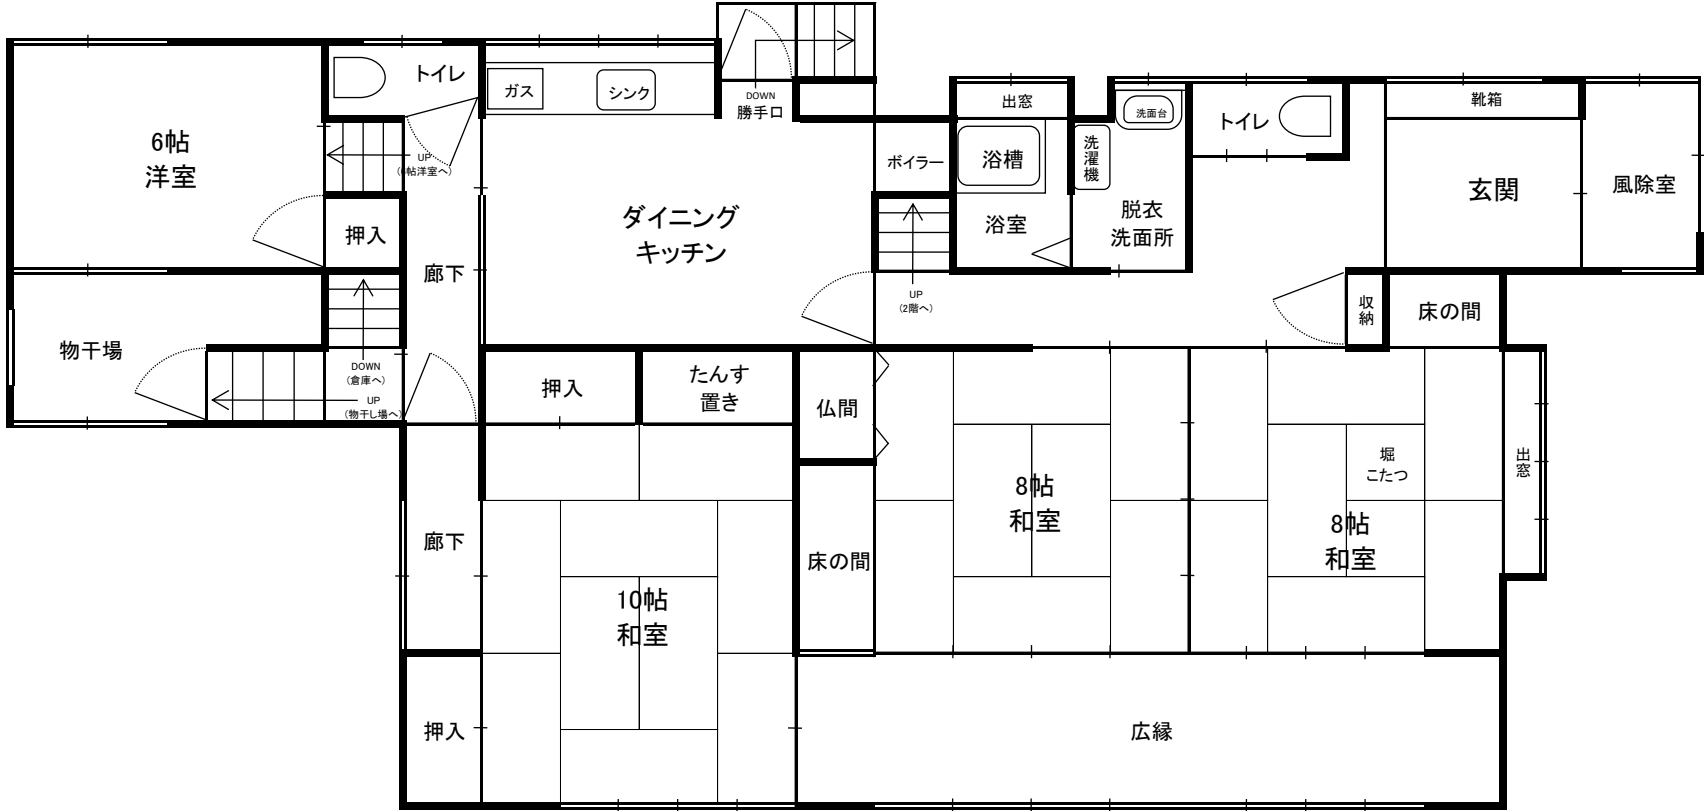 トイレ
ガス
シンク
DOWN
勝手口
出窓
洗面台
トイレ
靴箱
6帖
洋室
UP
(6帖洋室へ)
ボイラー
浴槽
洗濯機
玄関
風除室
押入
ダイニング
キッチン
浴室
脱衣
洗面所
廊下
UP
(2階へ)
収納
床の間
物干場
DOWN
(倉庫へ)
UP
(物干し場へ)
押入
たんす
置き
仏間
8帖
和室
堀
こたつ
8帖
和室
出窓
廊下
床の間
10帖
和室
押入
広縁